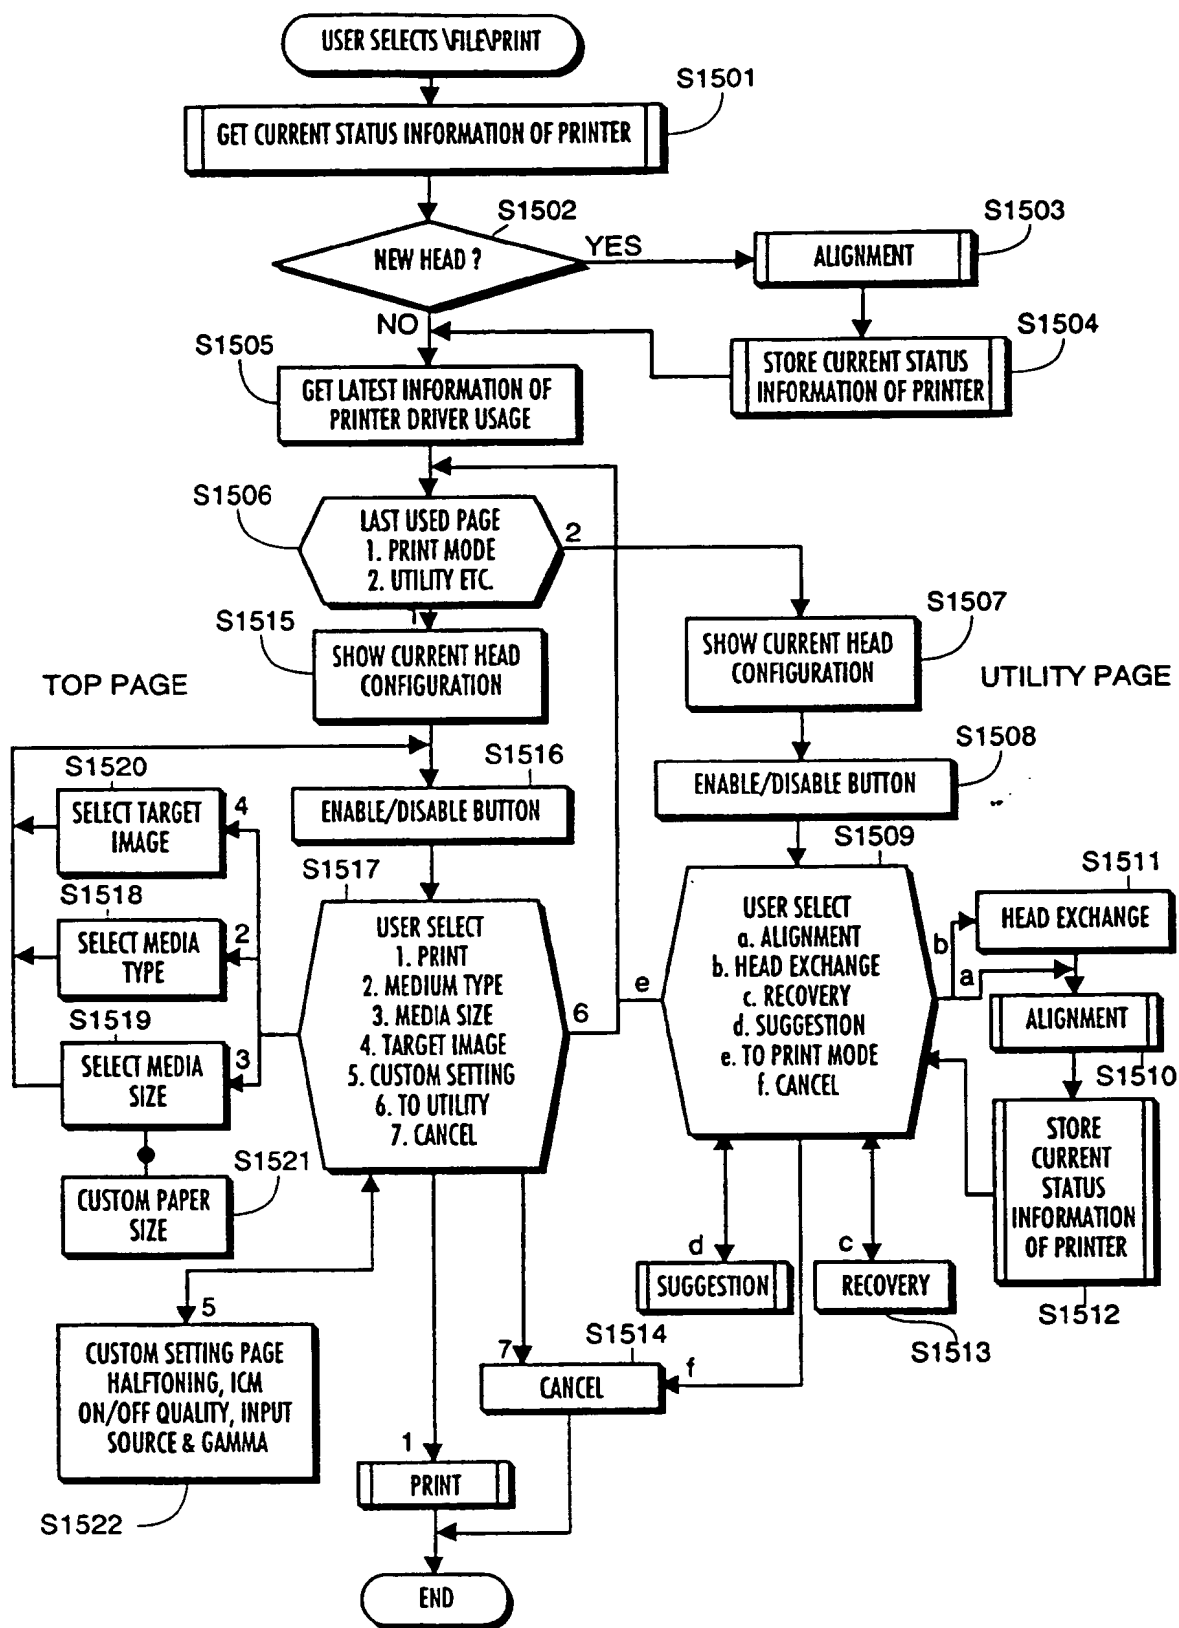 USER SELECTS \FILE\PRINT
S1501
GET CURRENT STATUS INFORMATION OF PRINTER
S1502
NEW HEAD ?
YES
S1503
ALIGNMENT
NO
S1504
STORE CURRENT STATUS
INFORMATION OF PRINTER
S1505
GET LATEST INFORMATION OF
PRINTER DRIVER USAGE
S1506
LAST USED PAGE
1. PRINT MODE
2. UTILITY ETC.
2
1
S1515
SHOW CURRENT HEAD
CONFIGURATION
S1507
SHOW CURRENT HEAD
CONFIGURATION
TOP PAGE
UTILITY PAGE
S1516
ENABLE/DISABLE BUTTON
S1508
ENABLE/DISABLE BUTTON
S1520
SELECT TARGET
IMAGE
4
S1518
SELECT MEDIA
TYPE
2
S1519
SELECT MEDIA
SIZE
3
S1521
CUSTOM PAPER
SIZE
S1517
USER SELECT
1. PRINT
2. MEDIUM TYPE
3. MEDIA SIZE
4. TARGET IMAGE
5. CUSTOM SETTING
6. TO UTILITY
7. CANCEL
6
e
S1509
USER SELECT
a. ALIGNMENT
b. HEAD EXCHANGE
c. RECOVERY
d. SUGGESTION
e. TO PRINT MODE
f. CANCEL
b
a
S1511
HEAD EXCHANGE
ALIGNMENT
S1510
STORE
CURRENT
STATUS
INFORMATION
OF PRINTER
S1512
d
SUGGESTION
c
RECOVERY
S1513
5
CUSTOM SETTING PAGE
HALFTONING, ICM
ON/OFF QUALITY, INPUT
SOURCE & GAMMA
S1522
7
S1514
f
CANCEL
1
PRINT
END